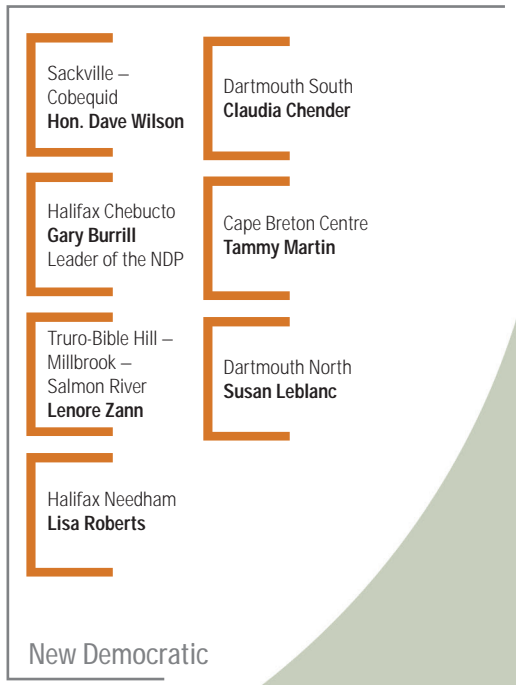 Sackville –
Cobequid
Hon. Dave Wilson
Halifax Chebucto
Gary Burrill
Leader of the NDP
Truro-Bible Hill –
Millbrook –
Salmon River
Lenore Zann
Halifax Needham
Lisa Roberts
Dartmouth South
Claudia Chender
Cape Breton Centre
Tammy Martin
Dartmouth North
Susan Leblanc
New Democratic